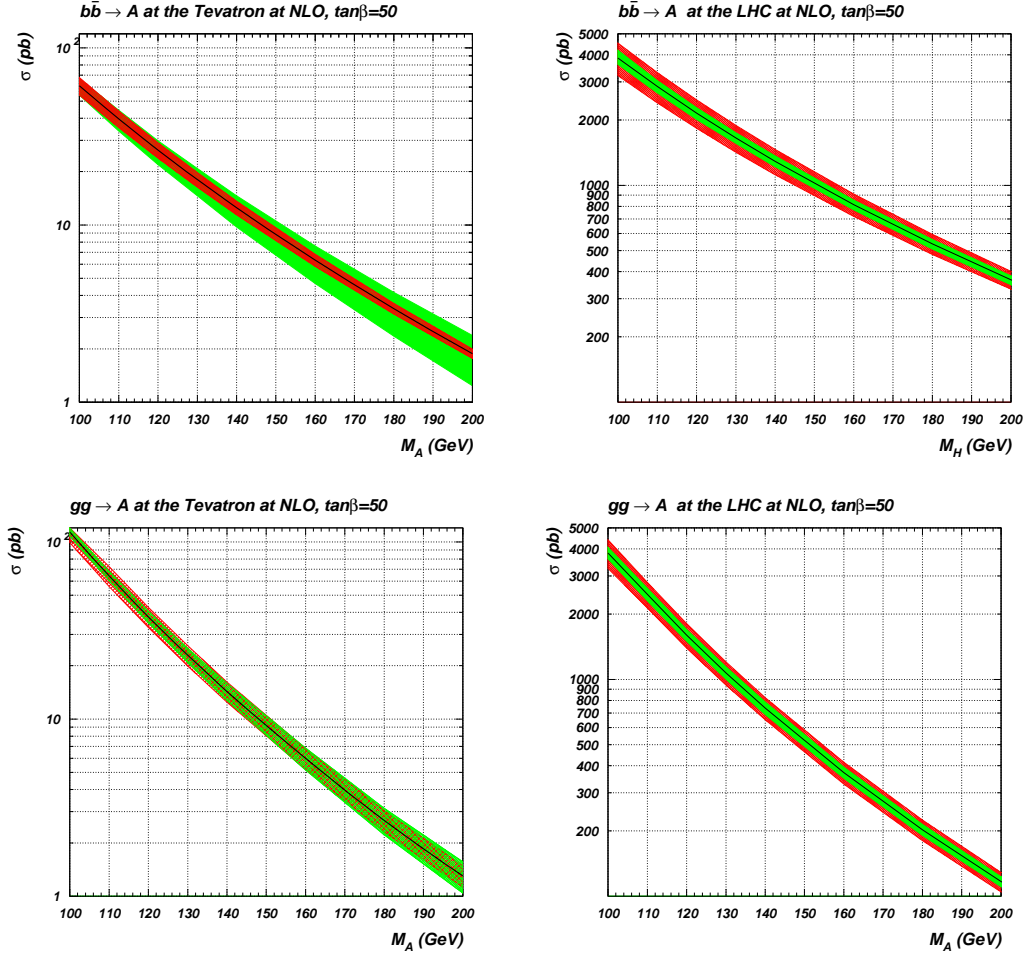 b b̄ → A at the Tevatron at NLO, tanβ=50
σ (pb)
10²
10
1
100 110 120 130 140 150 160 170 180 190 200
M_A (GeV)
b b̄ → A at the LHC at NLO, tanβ=50
σ (pb)
5000
4000
3000
2000
1000
900
800
700
600
500
400
300
200
100 110 120 130 140 150 160 170 180 190 200
M_H (GeV)
gg → A at the Tevatron at NLO, tanβ=50
σ (pb)
10²
10
1
100 110 120 130 140 150 160 170 180 190 200
M_A (GeV)
gg → A at the LHC at NLO, tanβ=50
σ (pb)
5000
4000
3000
2000
1000
900
800
700
600
500
400
300
200
100 110 120 130 140 150 160 170 180 190 200
M_A (GeV)